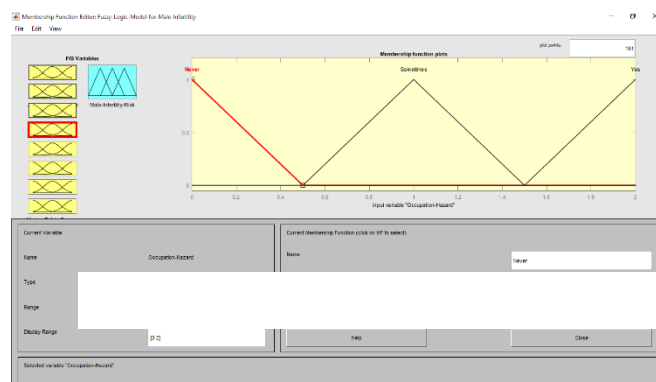 Membership Function Editor: Fuzzy-Logic-Model-for-Male-Infertility
File Edit View
FIS Variables
Membership function plots
plot points:
181
Male-Infertility-Risk
Never
Sometimes
Yes
1
0.5
0
0 0.2 0.4 0.6 0.8 1 1.2 1.4 1.6 1.8 2
Input variable "Occupation-Hazard"
Current Variable
Current Membership Function (click on MF to select)
Name
Occupation-Hazard
Name
Never
Type
Range
Display Range
[0 2]
Help
Close
Selected variable "Occupation-Hazard"